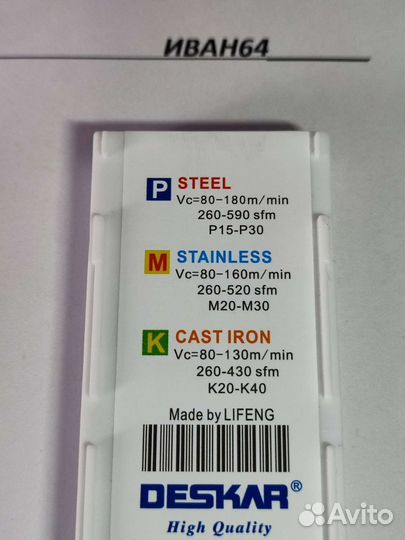 ИВАН64
P STEEL
Vc=80-180m/min
260-590 sfm
P15-P30
M STAINLESS
Vc=80-160m/min
260-520 sfm
M20-M30
K CAST IRON
Vc=80-130m/min
260-430 sfm
K20-K40
Made by LIFENG
DESKAR®
High Quality
Avito